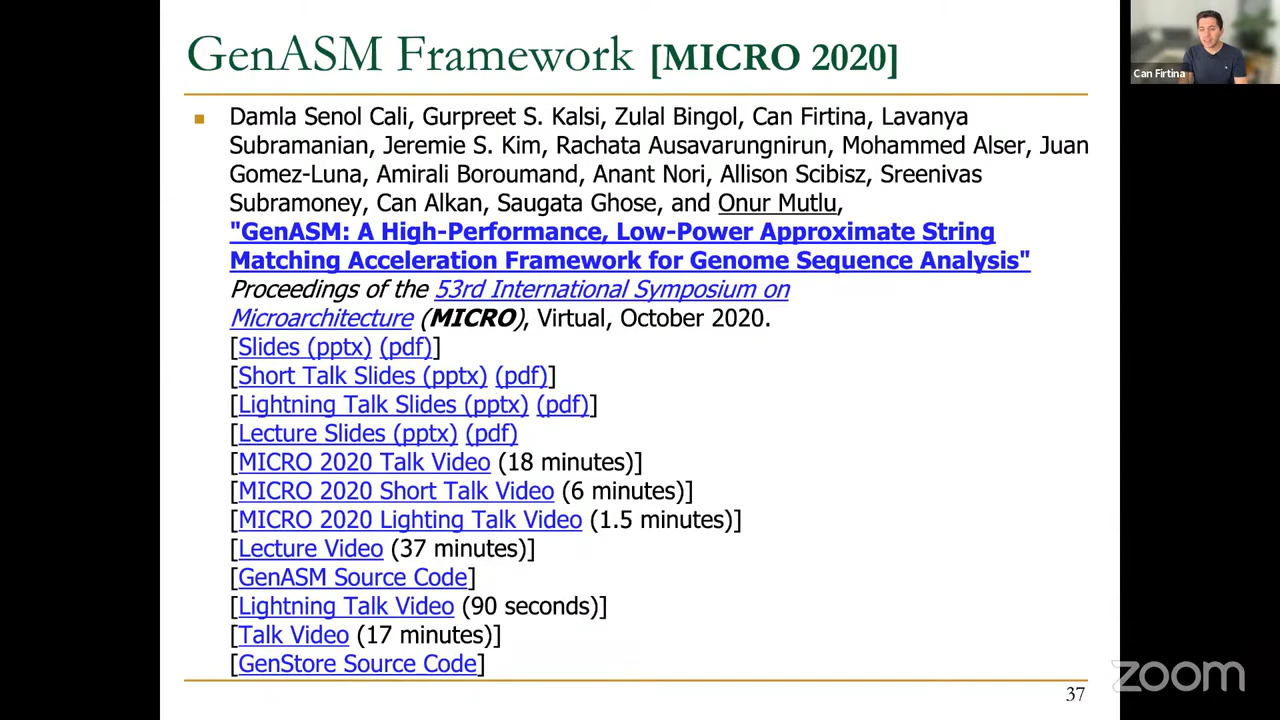 GenASM Framework [MICRO 2020]
Can Firtina
Damla Senol Cali, Gurpreet S. Kalsi, Zulal Bingol, Can Firtina, Lavanya
Subramanian, Jeremie S. Kim, Rachata Ausavarungnirun, Mohammed Alser, Juan
Gomez-Luna, Amirali Boroumand, Anant Nori, Allison Scibisz, Sreenivas
Subramoney, Can Alkan, Saugata Ghose, and Onur Mutlu,
"GenASM: A High-Performance, Low-Power Approximate String
Matching Acceleration Framework for Genome Sequence Analysis"
Proceedings of the 53rd International Symposium on
Microarchitecture (MICRO), Virtual, October 2020.
[Slides (pptx) (pdf)]
[Short Talk Slides (pptx) (pdf)]
[Lightning Talk Slides (pptx) (pdf)]
[Lecture Slides (pptx) (pdf)
[MICRO 2020 Talk Video (18 minutes)]
[MICRO 2020 Short Talk Video (6 minutes)]
[MICRO 2020 Lighting Talk Video (1.5 minutes)]
[Lecture Video (37 minutes)]
[GenASM Source Code]
[Lightning Talk Video (90 seconds)]
[Talk Video (17 minutes)]
[GenStore Source Code]
37
zoom